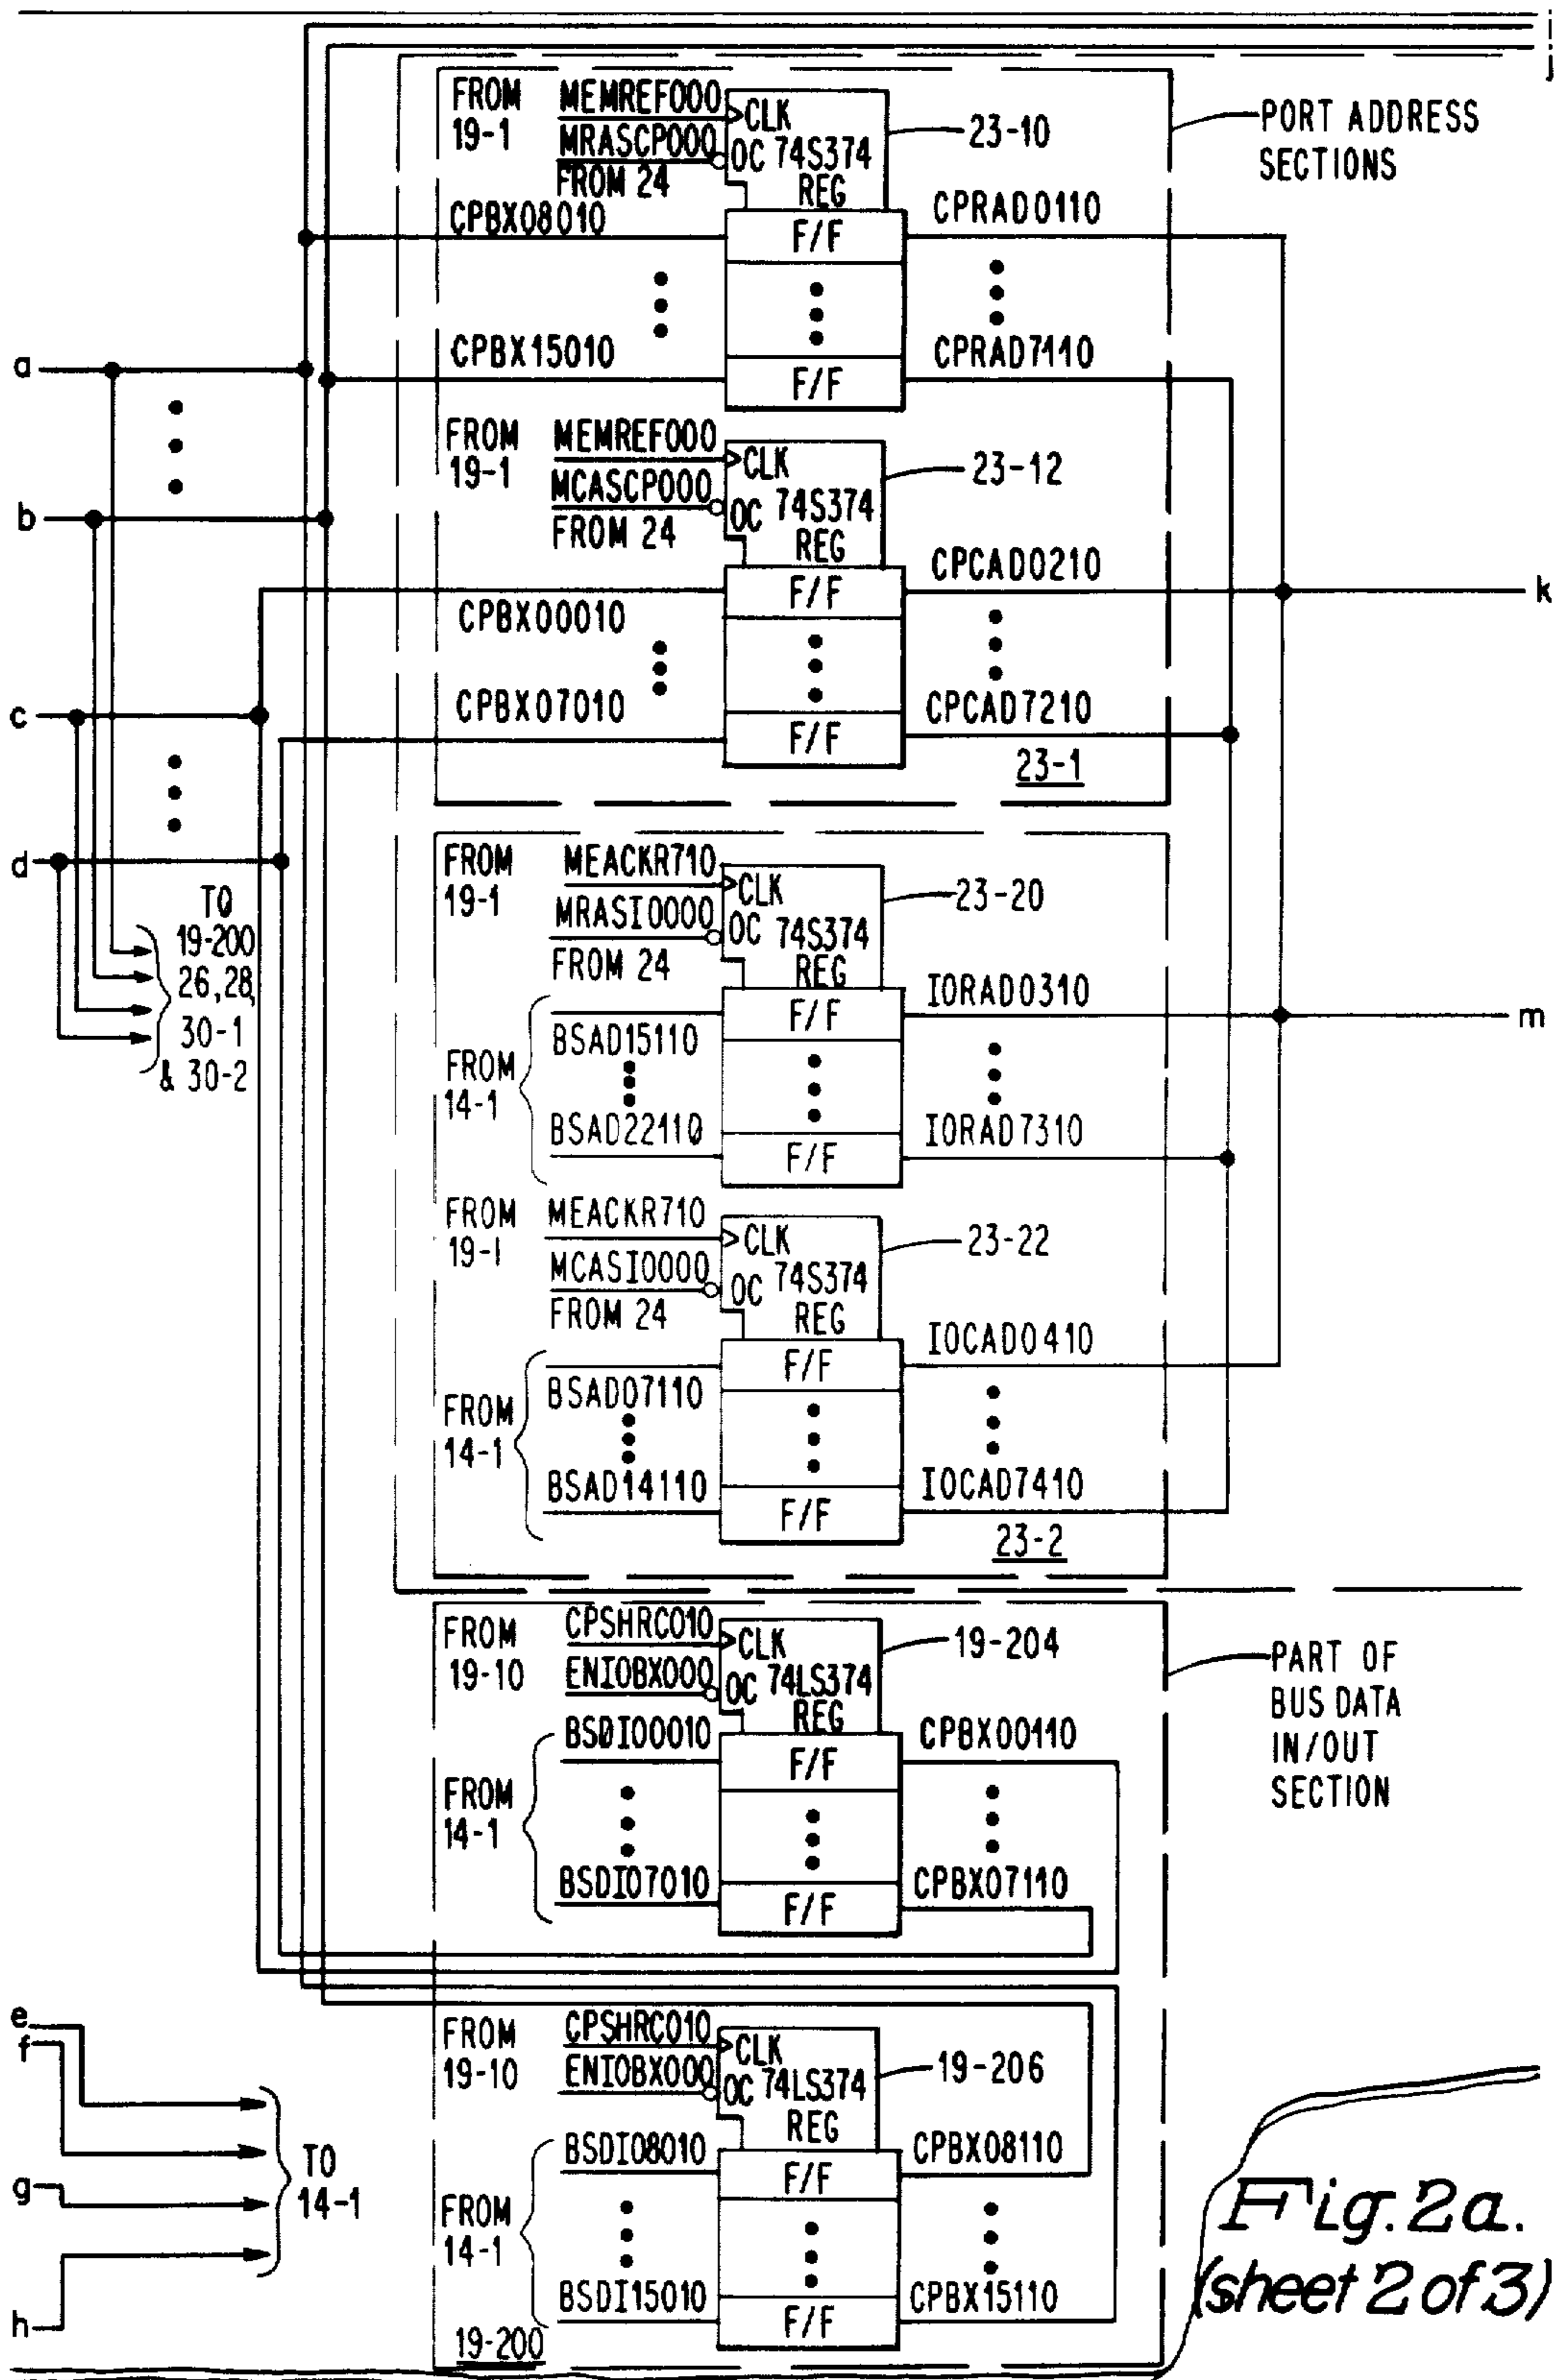 i
j
FROM 19-1
MEMREF000
CLK
MRASCP000
OC 74S374 REG
FROM 24
23-10
PORT ADDRESS
SECTIONS
CPBX08010
F/F
CPRAD0110
CPBX15010
F/F
CPRAD7110
a
FROM 19-1
MEMREF000
CLK
MCASCP000
OC 74S374 REG
FROM 24
23-12
b
F/F
CPCAD0210
k
CPBX00010
c
CPBX07010
F/F
CPCAD7210
23-1
d
TO
19-200
26,28,
30-1
& 30-2
FROM 19-1
MEACKR710
CLK
MRASI0000
OC 74S374 REG
FROM 24
23-20
F/F
IORAD0310
m
FROM 14-1
BSAD15110
BSAD22110
F/F
IORAD7310
FROM 19-1
MEACKR710
CLK
MCASI0000
OC 74S374 REG
FROM 24
23-22
F/F
IOCAD0410
FROM 14-1
BSAD07110
BSAD14110
F/F
IOCAD7410
23-2
FROM 19-10
CPSHRC010
CLK
ENIOBX000
OC 74LS374 REG
19-204
PART OF
BUS DATA
IN/OUT
SECTION
BSDI00010
F/F
CPBX00110
FROM 14-1
BSDI07010
F/F
CPBX07110
e
f
g
h
TO
14-1
FROM 19-10
CPSHRC010
CLK
ENIOBX000
OC 74LS374 REG
19-206
BSDI08010
F/F
CPBX08110
FROM 14-1
BSDI15010
F/F
CPBX15110
19-200
Fig. 2a.
(sheet 2 of 3)